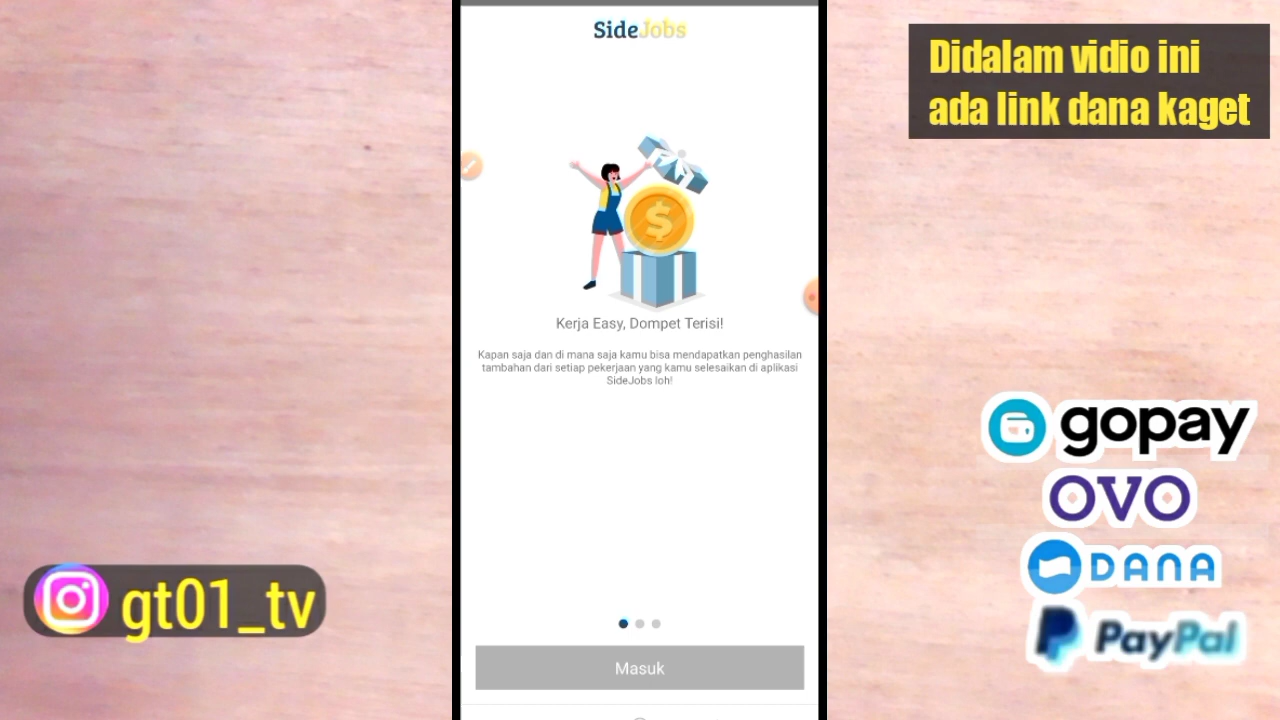 SideJobs
Didalam vidio ini
ada link dana kaget
Kerja Easy, Dompet Terisi!
Kapan saja dan di mana saja kamu bisa mendapatkan penghasilan
tambahan dari setiap pekerjaan yang kamu selesaikan di aplikasi
SideJobs loh!
gopay
OVO
DANA
PayPal
gt01_tv
Masuk